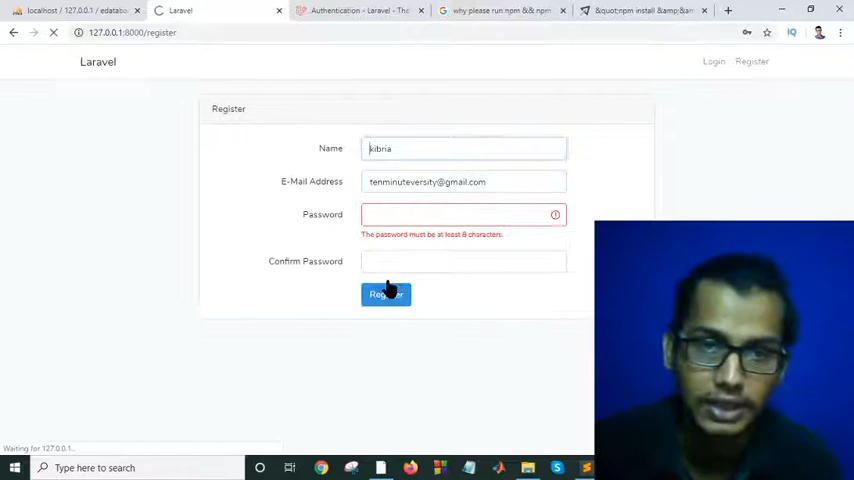 localhost / 127.0.0.1 / edataba
Laravel
Authentication - Laravel - The
why please run npm && npm
&quot;npm install &amp;&am
127.0.0.1:8000/register
IQ
Laravel
Login
Register
Register
Name
kibria
E-Mail Address
tenminuteversity@gmail.com
Password
The password must be at least 8 characters.
Confirm Password
Register
Waiting for 127.0.0.1...
Type here to search